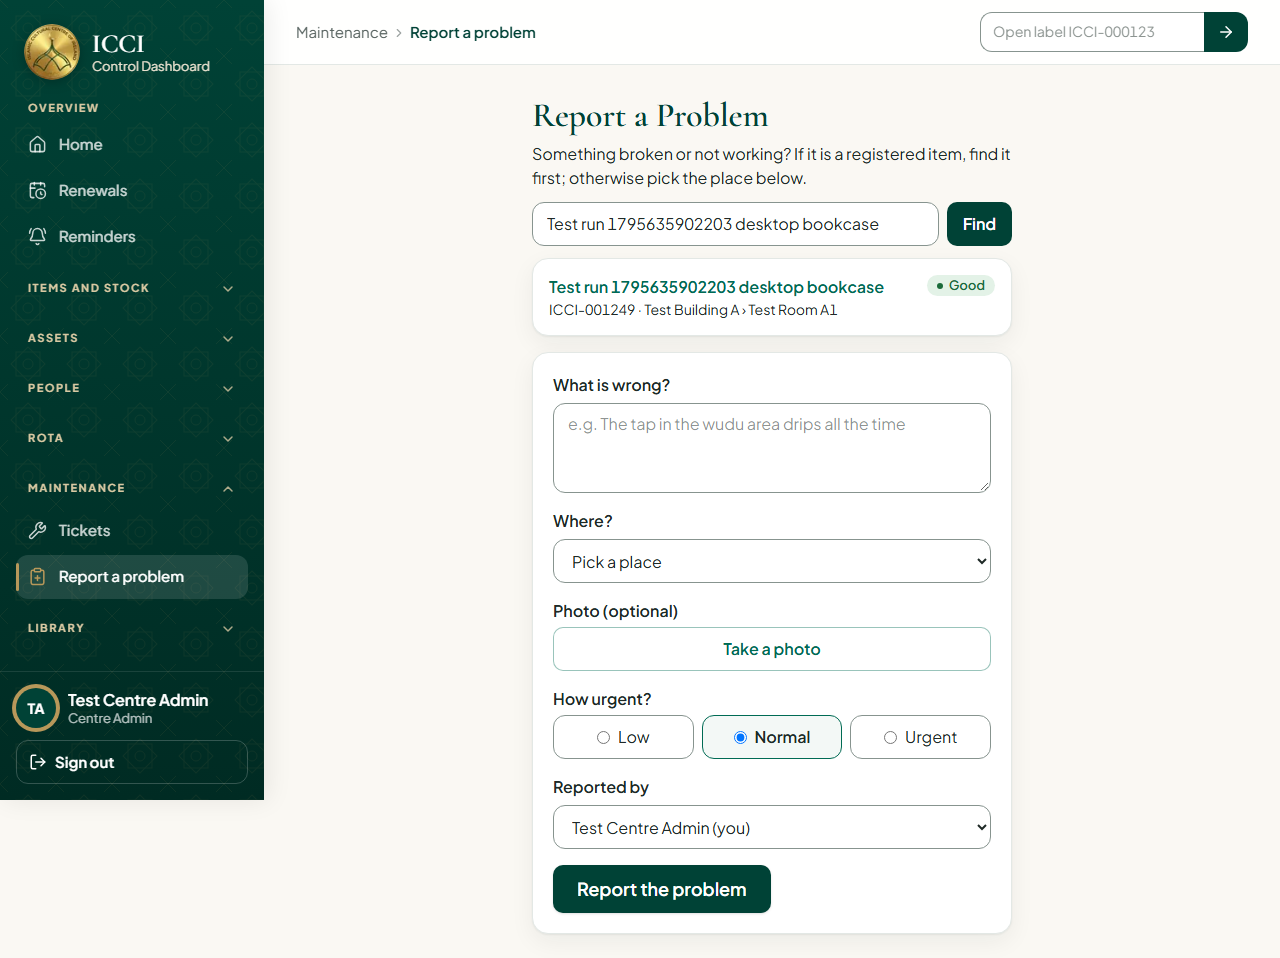 ICCI
Control Dashboard
OVERVIEW
Home
Renewals
Reminders
ITEMS AND STOCK
ASSETS
PEOPLE
ROTA
MAINTENANCE
Tickets
Report a problem
LIBRARY
TA
Test Centre Admin
Centre Admin
Sign out
Maintenance › Report a problem
Open label ICCI-000123
Report a Problem
Something broken or not working? If it is a registered item, find it
first; otherwise pick the place below.
Test run 1795635902203 desktop bookcase
Find
Test run 1795635902203 desktop bookcase
Good
ICCI-001249 · Test Building A › Test Room A1
What is wrong?
e.g. The tap in the wudu area drips all the time
Where?
Pick a place
Photo (optional)
Take a photo
How urgent?
Low
Normal
Urgent
Reported by
Test Centre Admin (you)
Report the problem